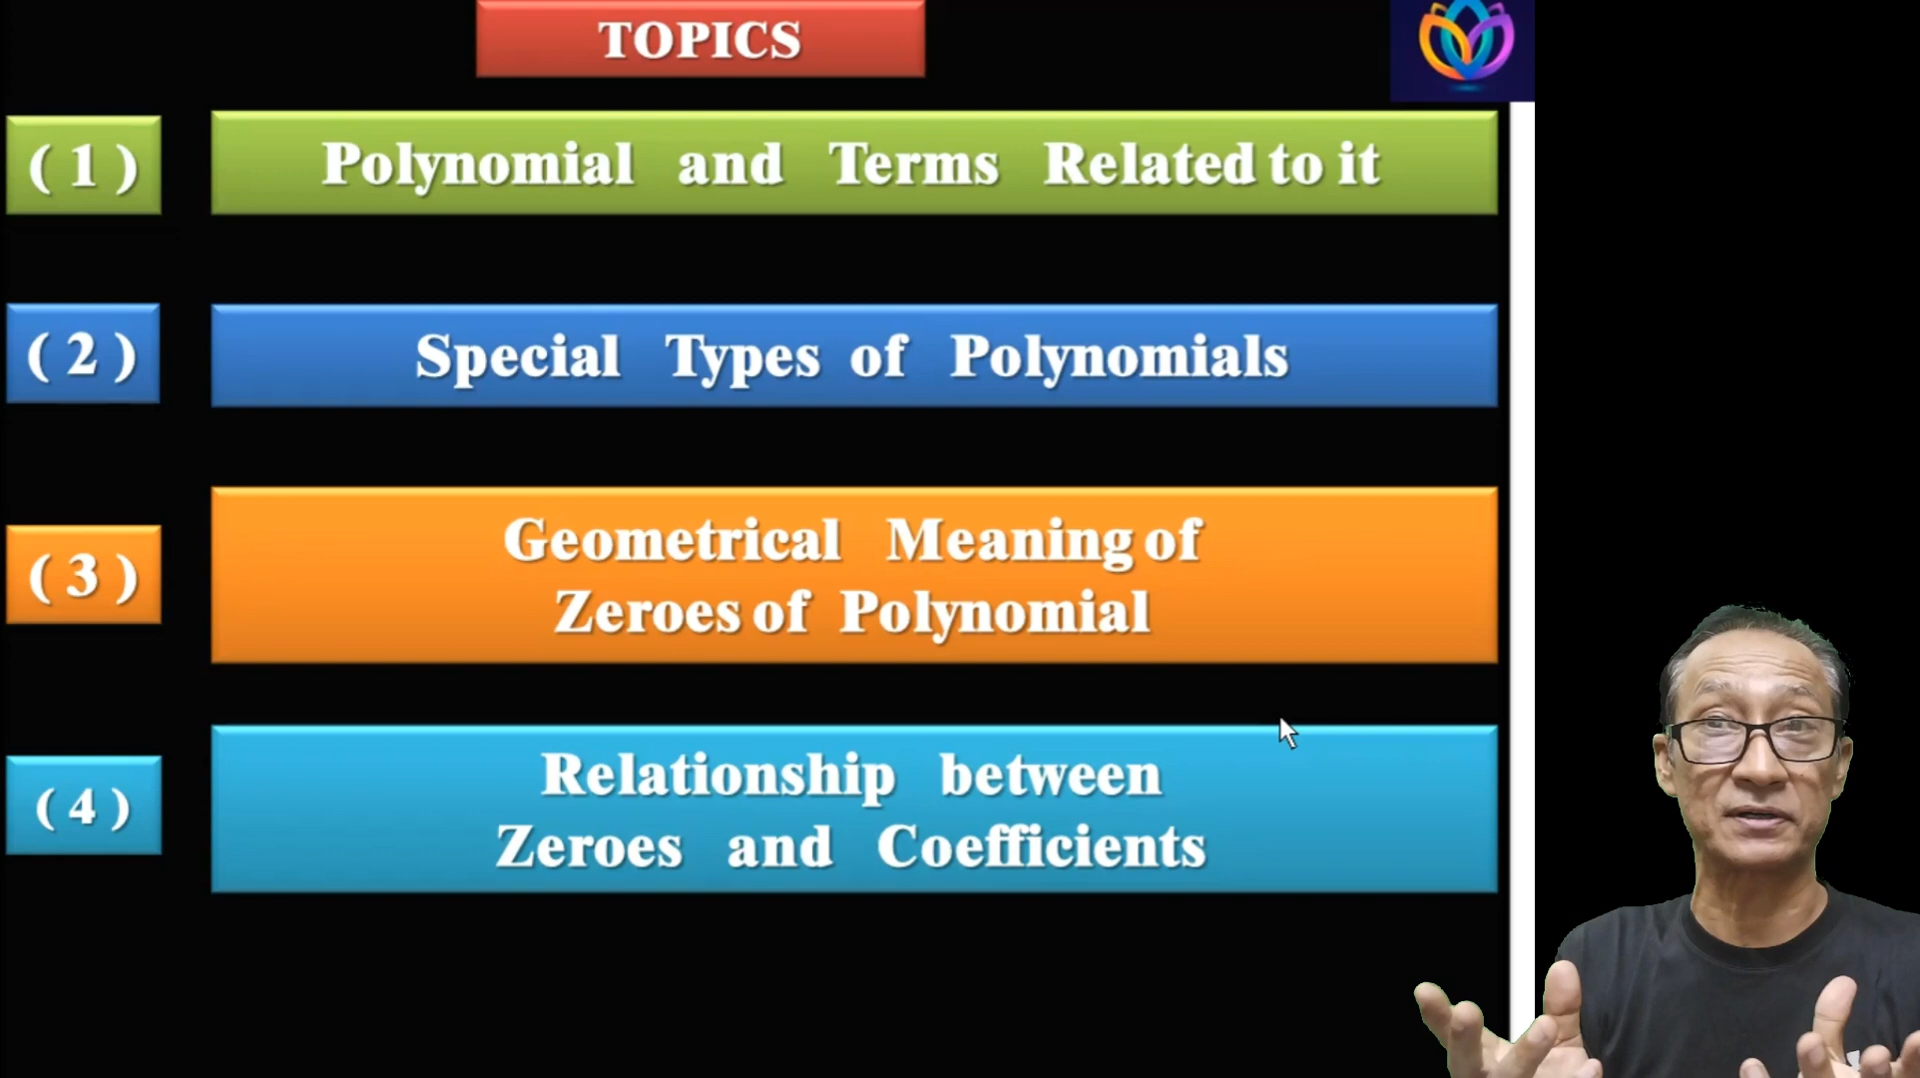 TOPICS
( 1 )
Polynomial and Terms Related to it
( 2 )
Special Types of Polynomials
( 3 )
Geometrical Meaning of
Zeroes of Polynomial
( 4 )
Relationship between
Zeroes and Coefficients